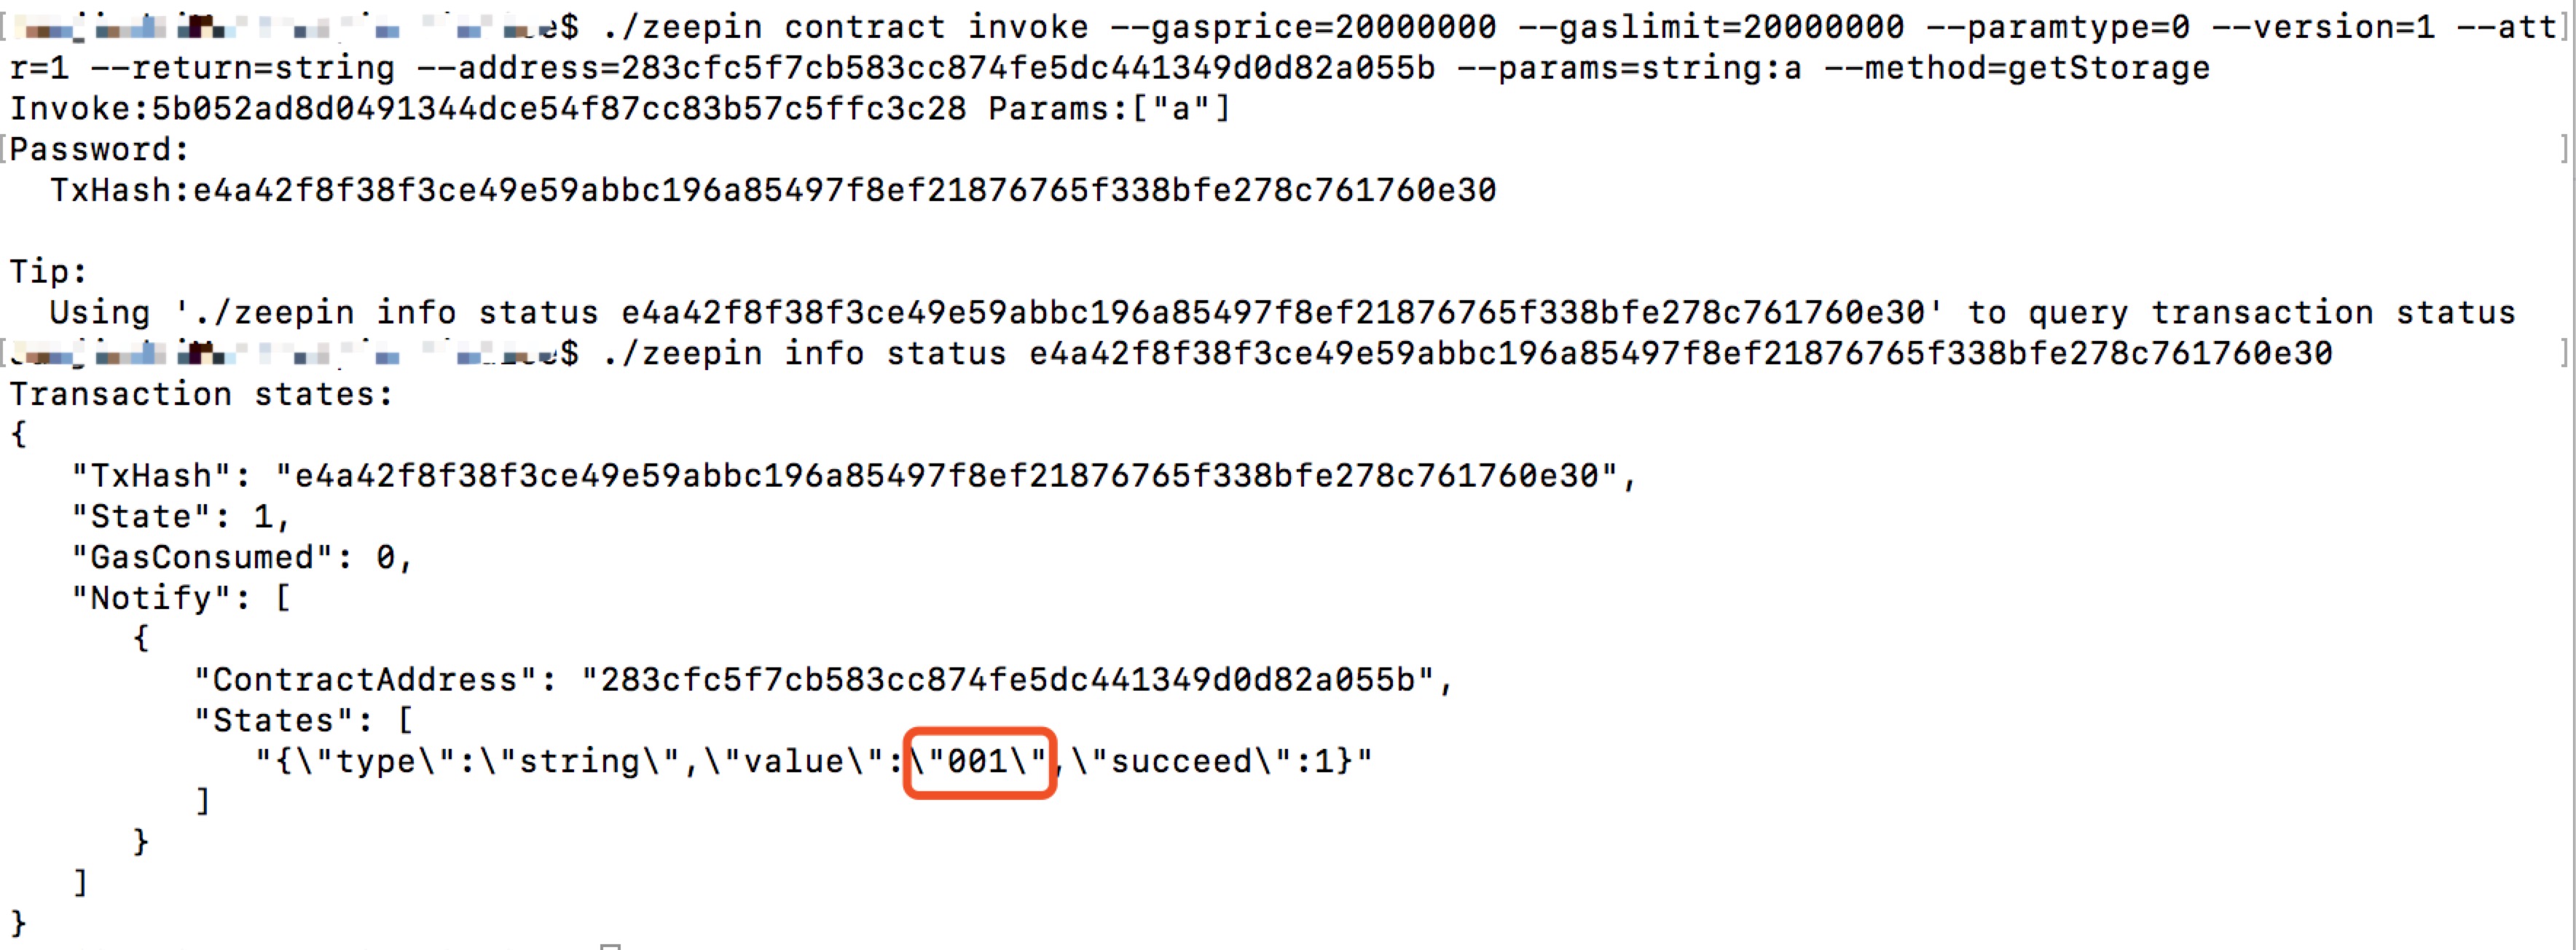 $ ./zeepin contract invoke --gasprice=20000000 --gaslimit=20000000 --paramtype=0 --version=1 --att
r=1 --return=string --address=283cfc5f7cb583cc874fe5dc441349d0d82a055b --params=string:a --method=getStorage
Invoke:5b052ad8d0491344dce54f87cc83b57c5ffc3c28 Params:["a"]
Password:
TxHash:e4a42f8f38f3ce49e59abbc196a85497f8ef21876765f338bfe278c761760e30
Tip:
Using './zeepin info status e4a42f8f38f3ce49e59abbc196a85497f8ef21876765f338bfe278c761760e30' to query transaction status
$ ./zeepin info status e4a42f8f38f3ce49e59abbc196a85497f8ef21876765f338bfe278c761760e30
Transaction states:
{
"TxHash": "e4a42f8f38f3ce49e59abbc196a85497f8ef21876765f338bfe278c761760e30",
"State": 1,
"GasConsumed": 0,
"Notify": [
{
"ContractAddress": "283cfc5f7cb583cc874fe5dc441349d0d82a055b",
"States": [
"{\"type\":\"string\",\"value\":\"001\",\"succeed\":1}"
]
}
]
}